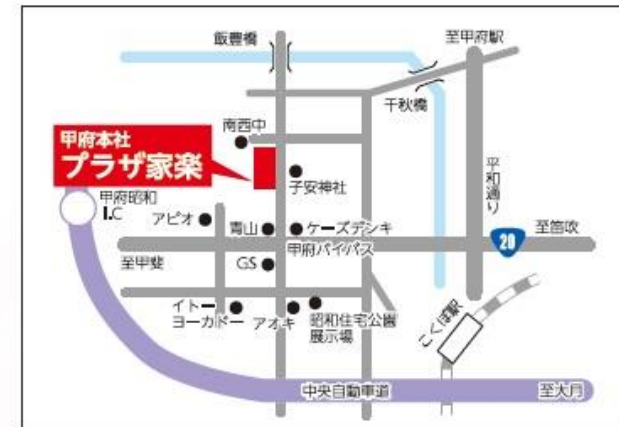 飯豊橋
至甲府駅
千秋橋
南西中
甲府本社
プラザ家楽
子安神社
平和通り
甲府昭和
I.C
アピオ
青山
ケーズデンキ
甲府バイパス
20
至笛吹
至甲斐
GS
イトー
ヨーカドー
アオキ
昭和住宅公園
展示場
こくぼ駅
中央自動車道
至大月